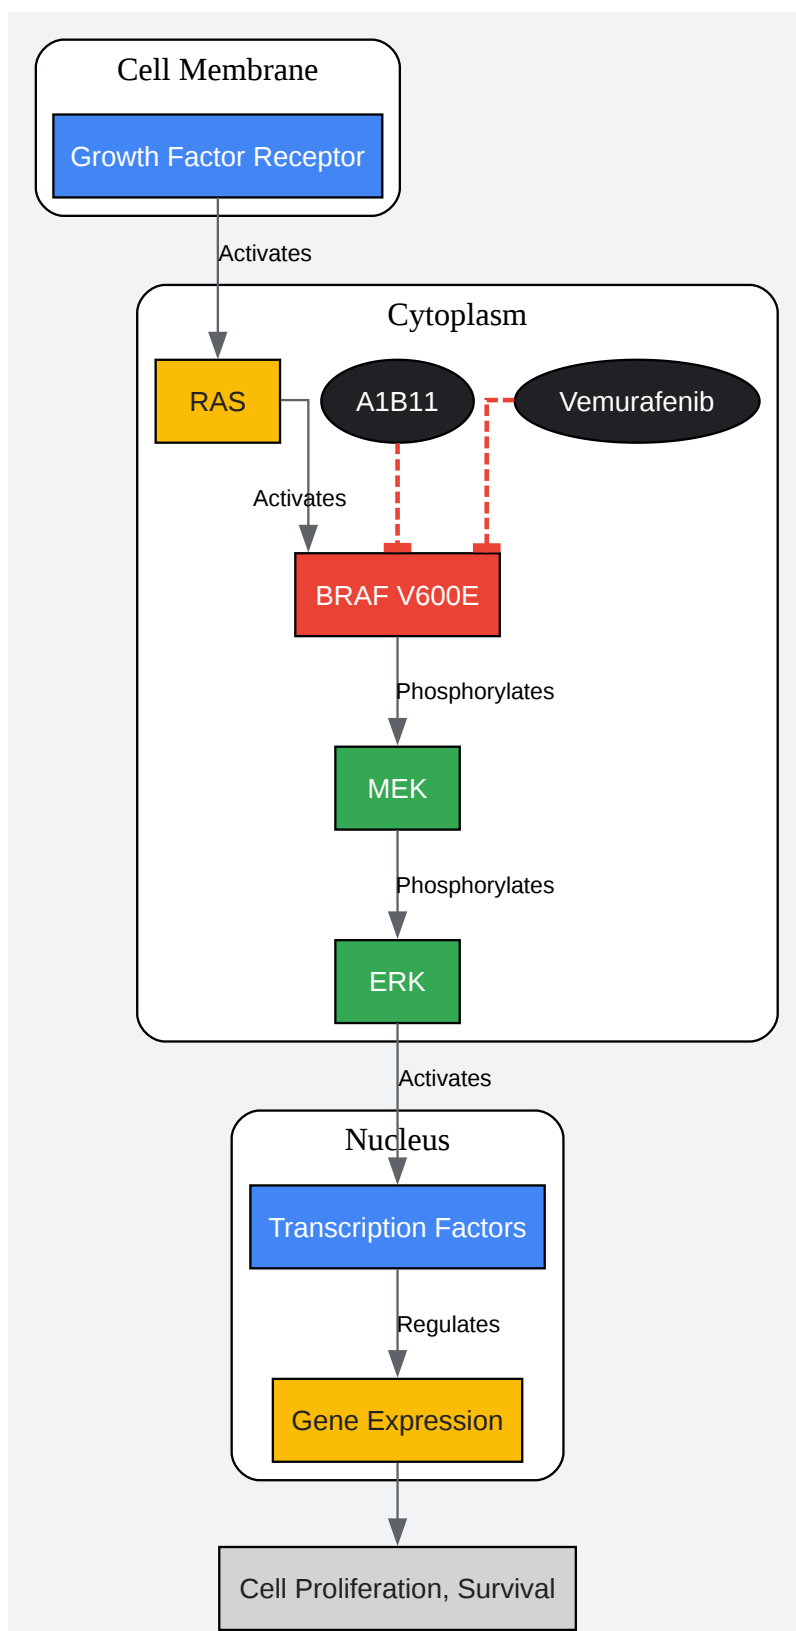 Cell Membrane
Growth Factor Receptor
Activates
Cytoplasm
RAS
A1B11
Vemurafenib
Activates
BRAF V600E
Phosphorylates
MEK
Phosphorylates
ERK
Activates
Nucleus
Transcription Factors
Regulates
Gene Expression
Cell Proliferation, Survival